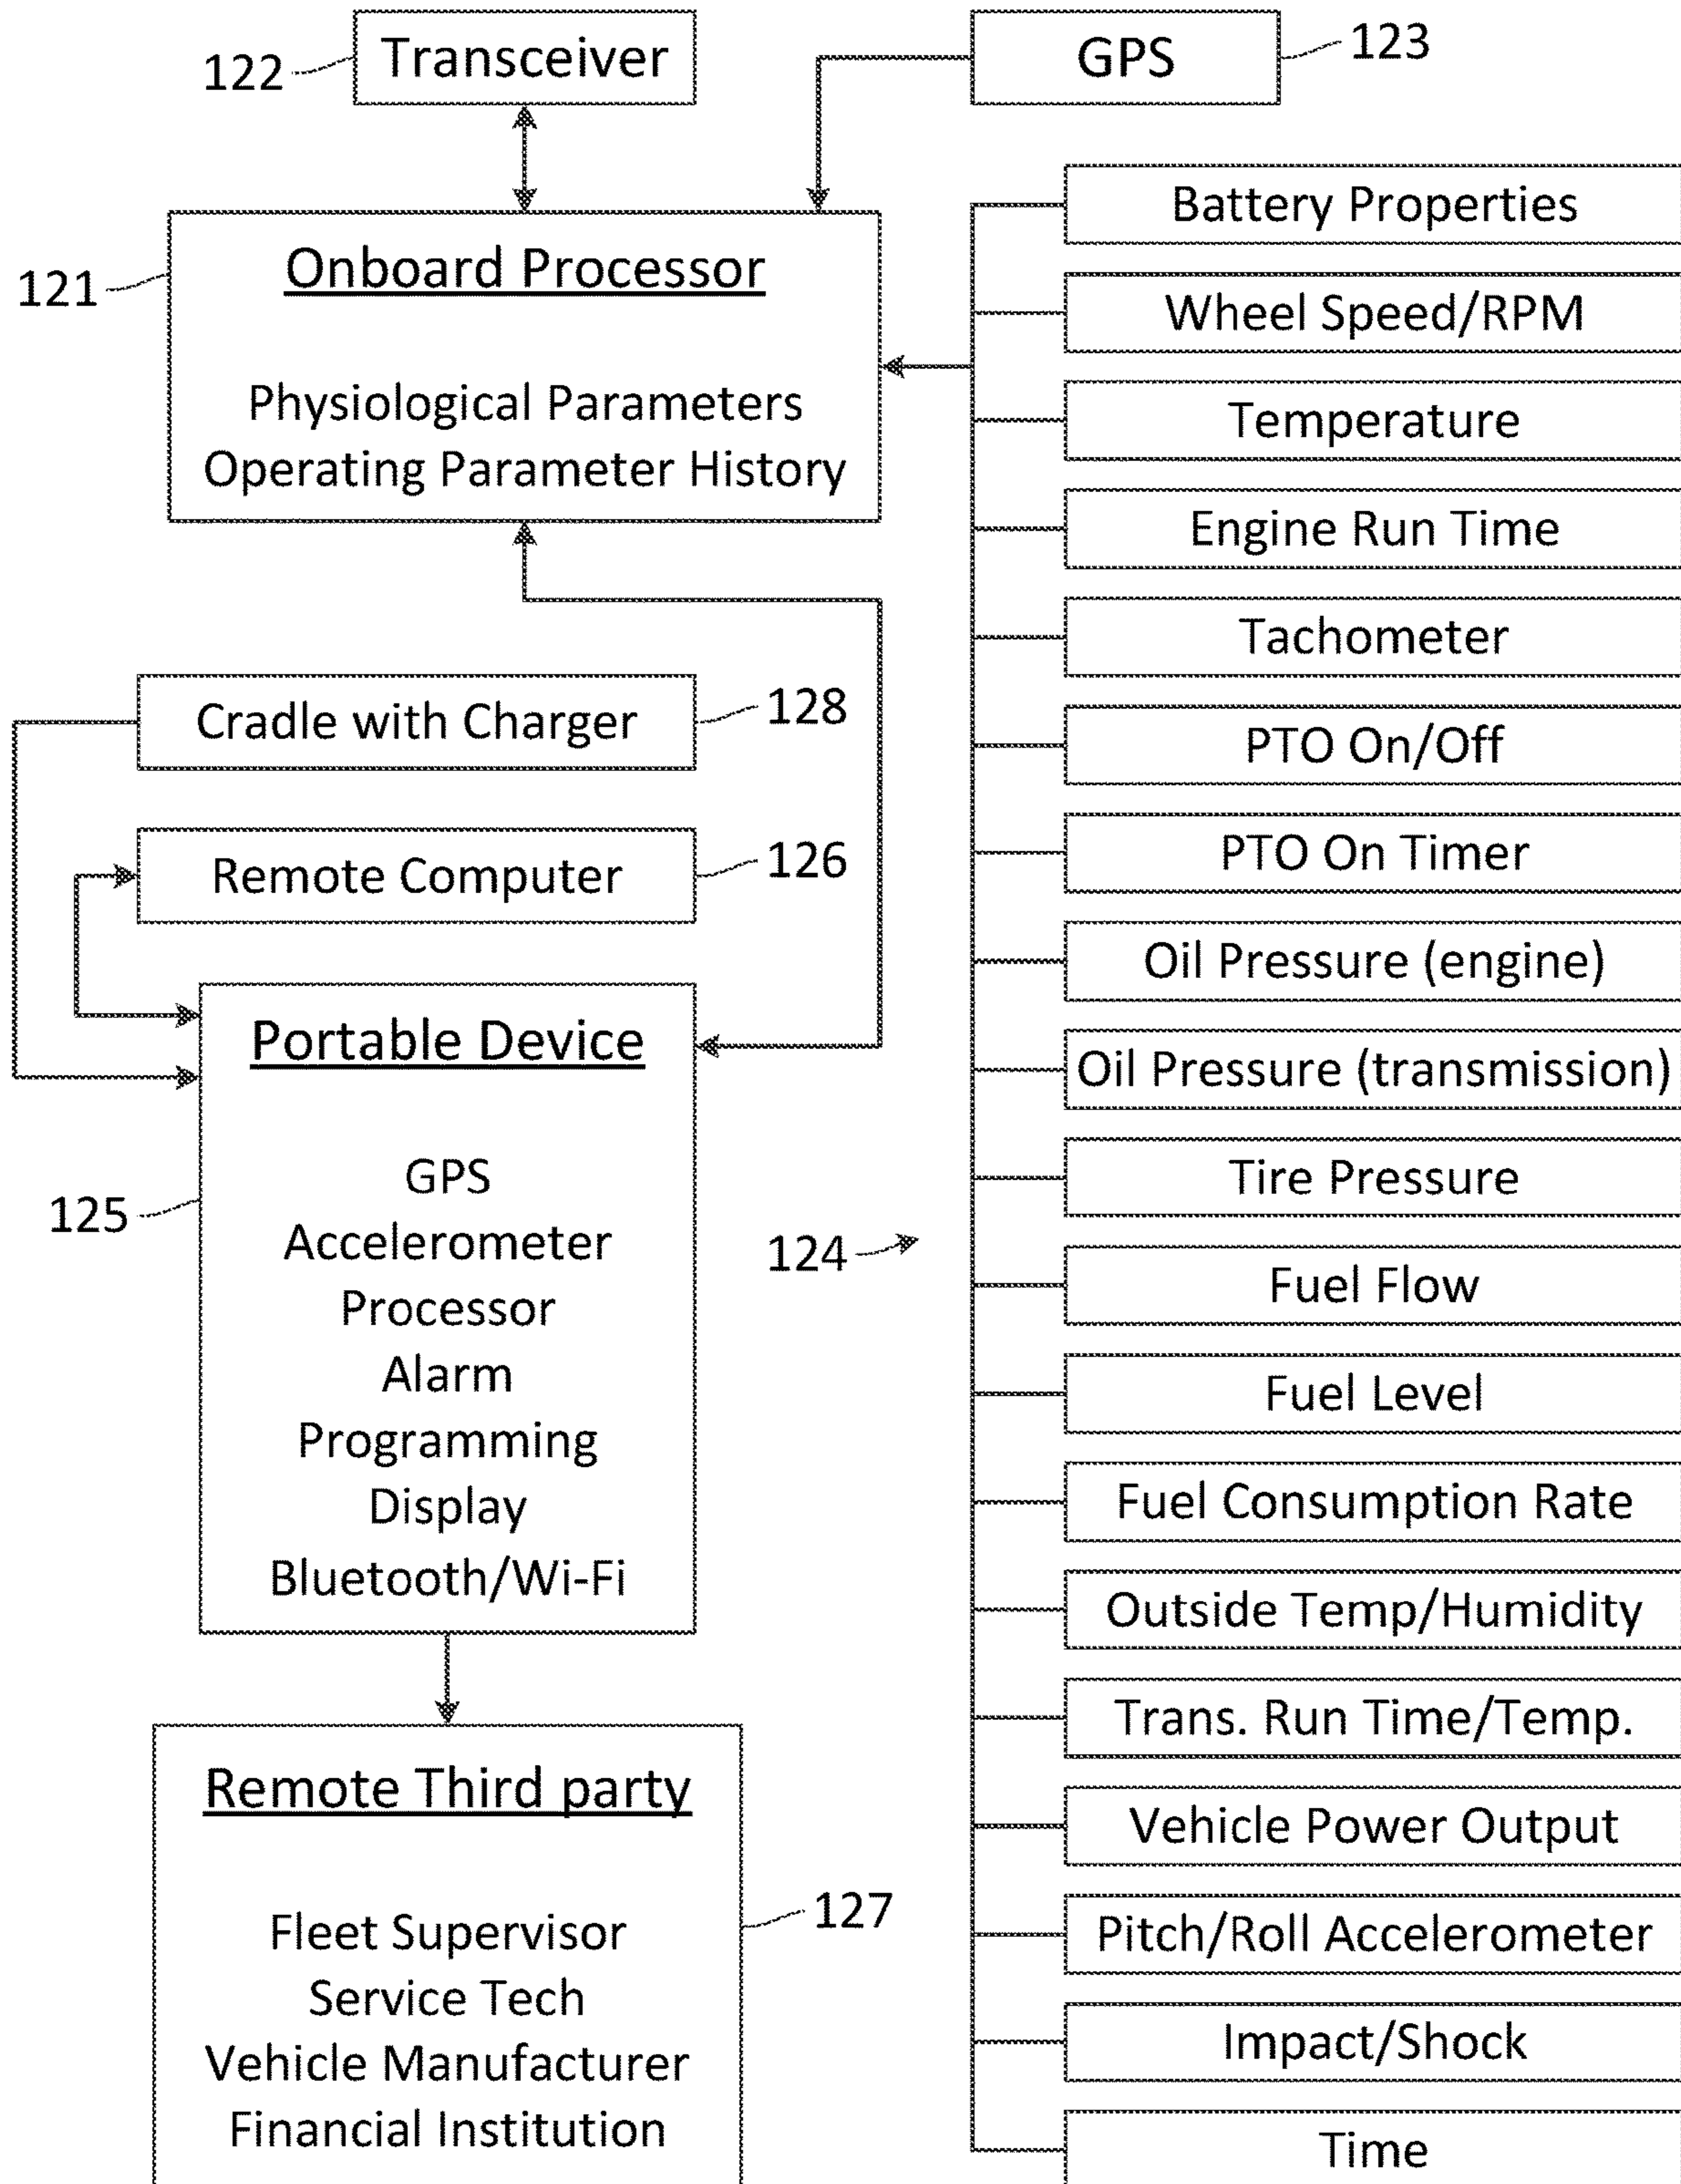 122
Transceiver
GPS
123
121
Onboard Processor
Physiological Parameters
Operating Parameter History
Cradle with Charger
128
Remote Computer
126
Portable Device
GPS
Accelerometer
Processor
Alarm
Programming
Display
Bluetooth/Wi-Fi
125
124
Remote Third party
Fleet Supervisor
Service Tech
Vehicle Manufacturer
Financial Institution
127
Battery Properties
Wheel Speed/RPM
Temperature
Engine Run Time
Tachometer
PTO On/Off
PTO On Timer
Oil Pressure (engine)
Oil Pressure (transmission)
Tire Pressure
Fuel Flow
Fuel Level
Fuel Consumption Rate
Outside Temp/Humidity
Trans. Run Time/Temp.
Vehicle Power Output
Pitch/Roll Accelerometer
Impact/Shock
Time